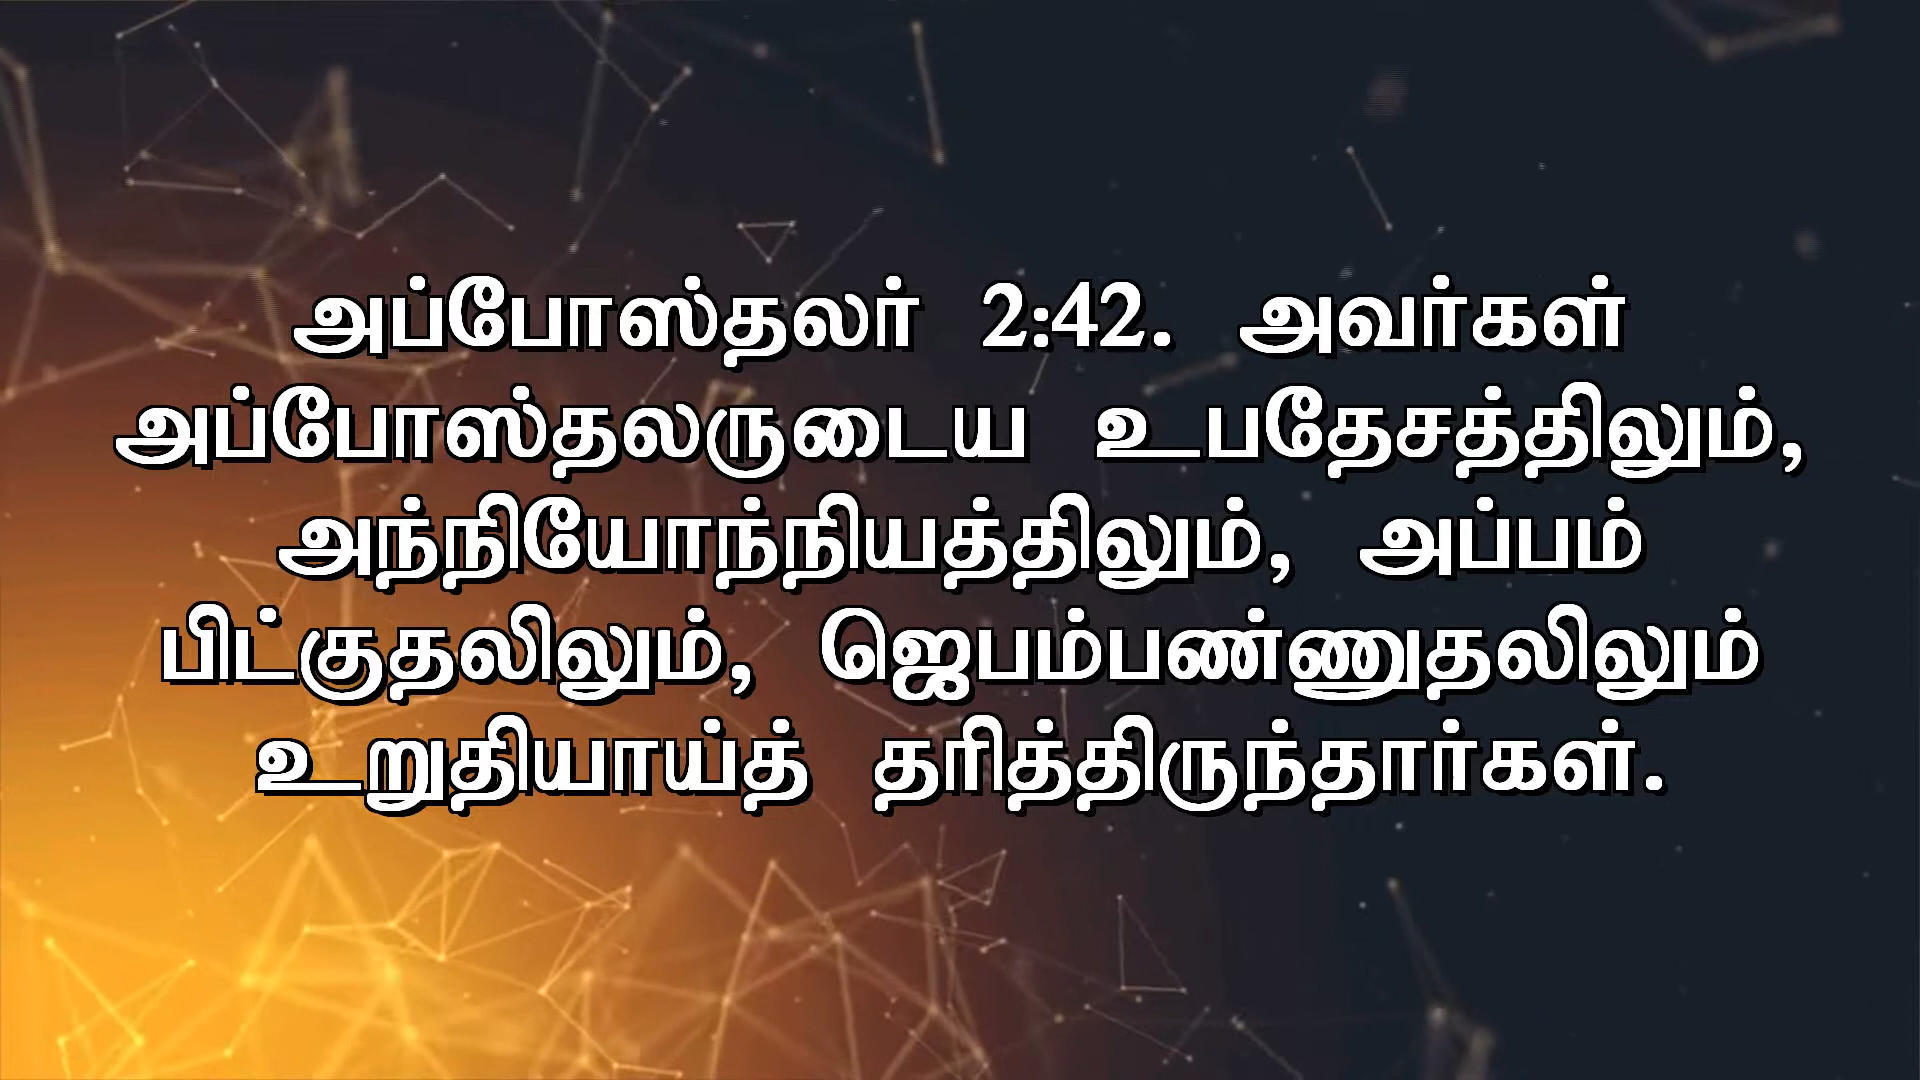 அப்போஸ்தலர் 2:42. அவர்கள்
அப்போஸ்தலருடைய உபதேசத்திலும்,
அந்நியோந்நியத்திலும், அப்பம்
பிட்குதலிலும், ஜெபம்பண்ணுதலிலும்
உறுதியாய்த் தரித்திருந்தார்கள்.